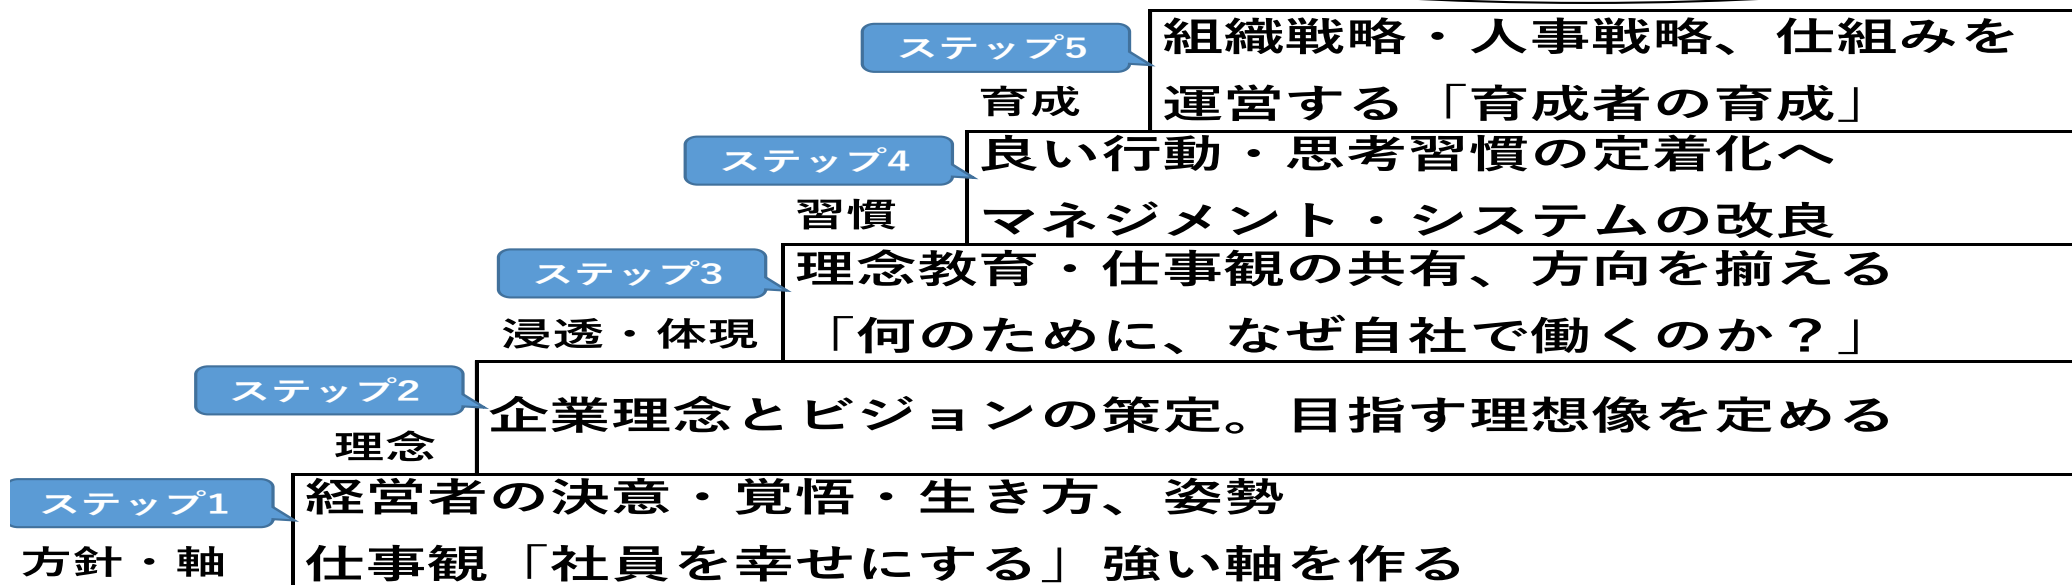 ステップ5
育成
組織戦略・人事戦略、仕組みを
運営する「育成者の育成」
ステップ4
習慣
良い行動・思考習慣の定着化へ
マネジメント・システムの改良
ステップ3
浸透・体現
理念教育・仕事観の共有、方向を揃える
「何のために、なぜ自社で働くのか？」
ステップ2
理念
企業理念とビジョンの策定。目指す理想像を定める
ステップ1
方針・軸
経営者の決意・覚悟・生き方、姿勢
仕事観「社員を幸せにする」強い軸を作る